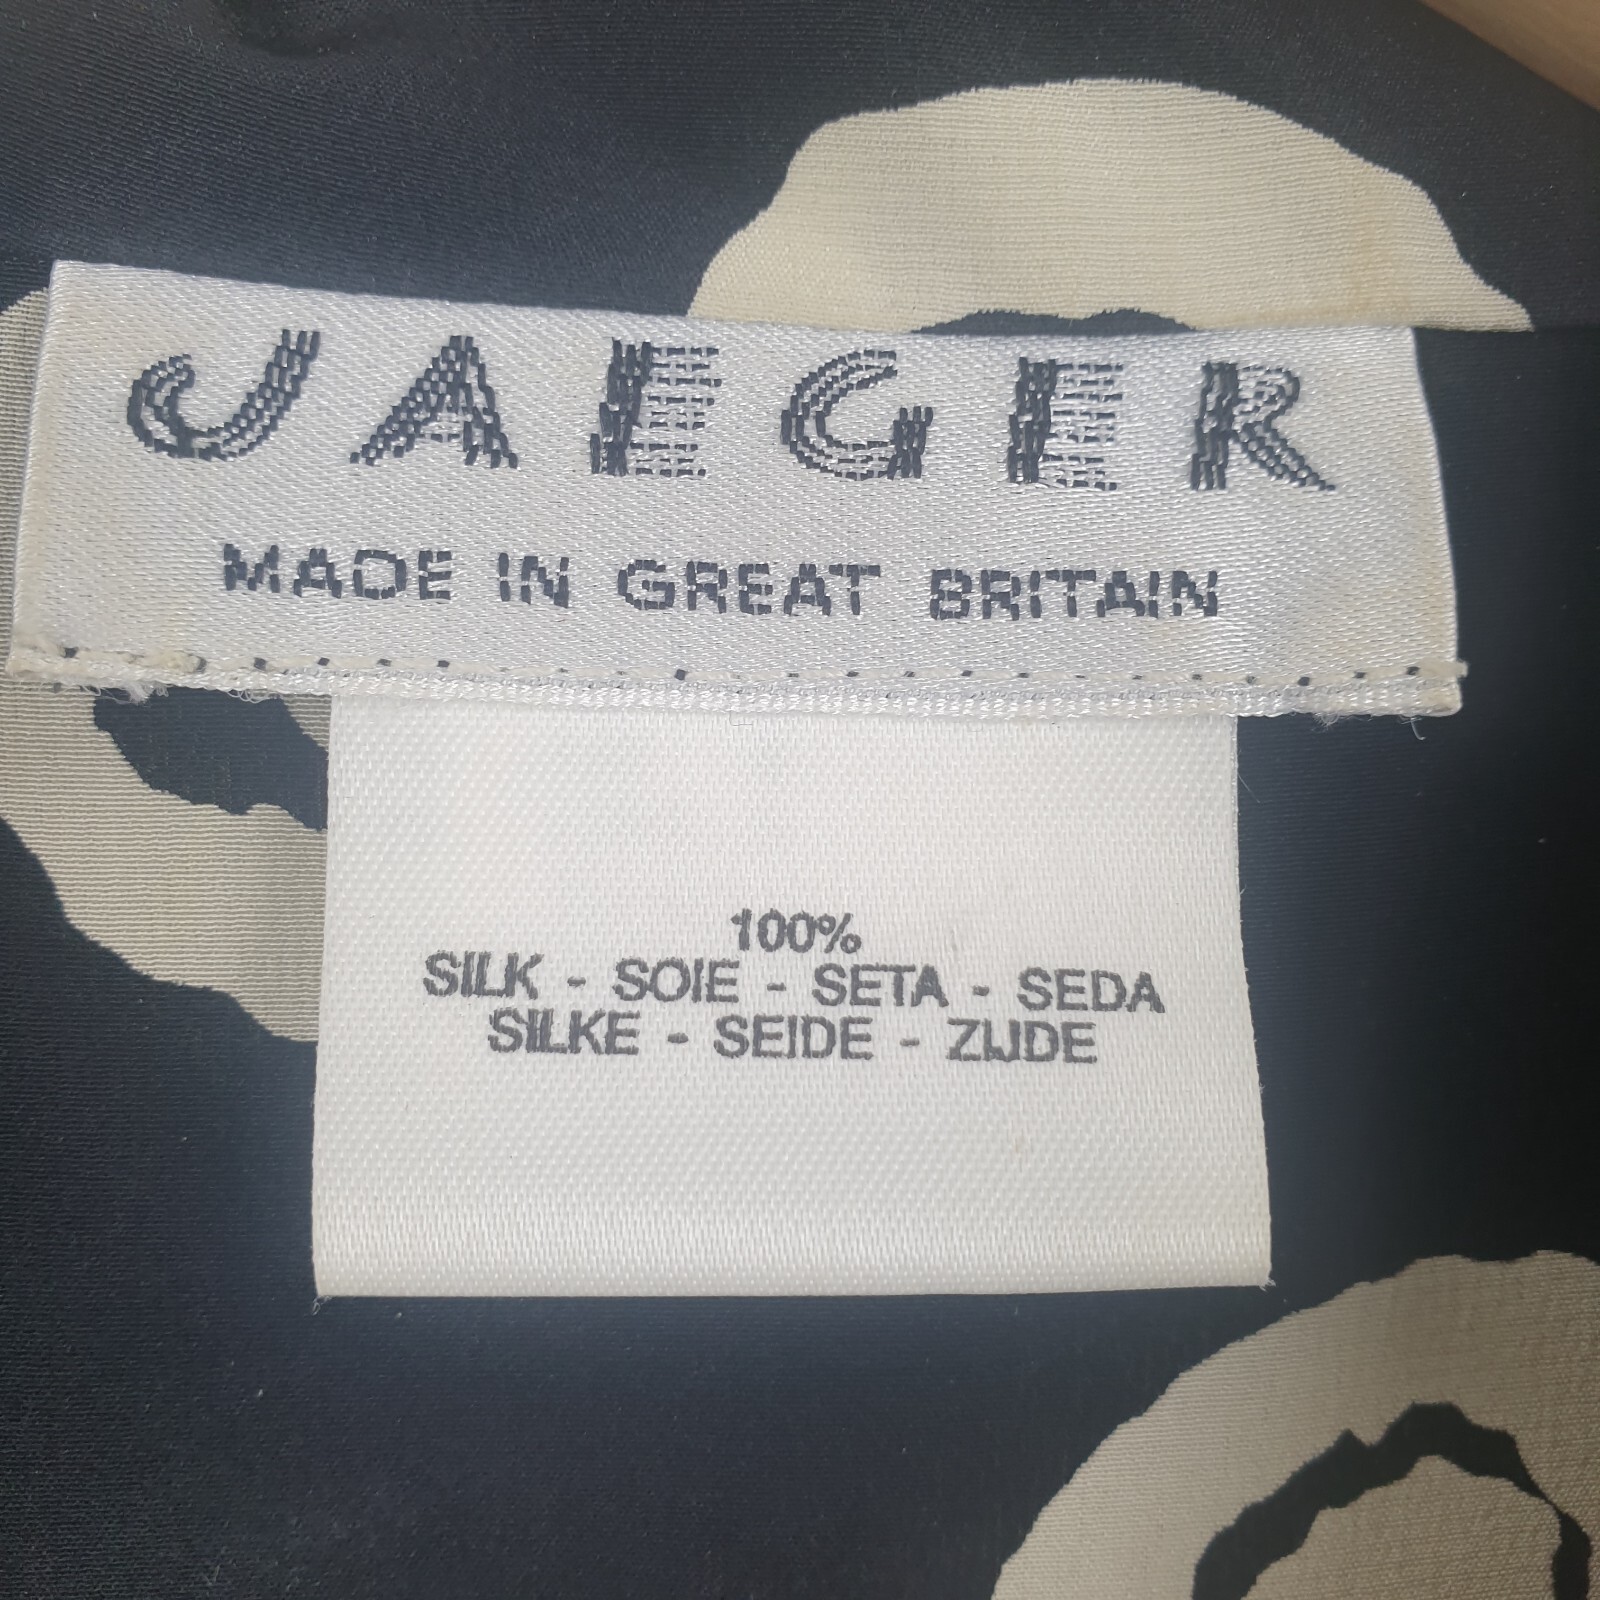 JAEGER
MADE IN GREAT BRITAIN
100%
SILK - SOIE - SETA - SEDA
SILKE - SEIDE - ZIJDE